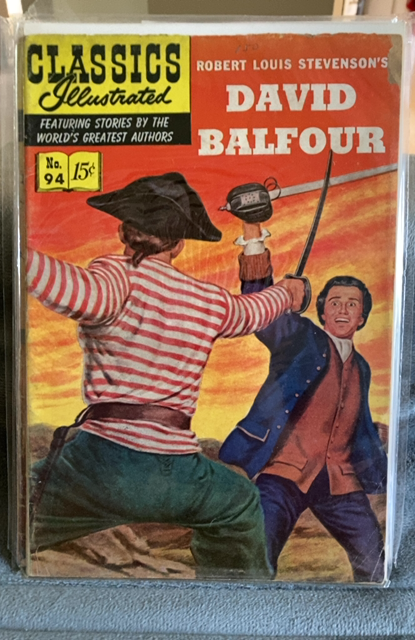 CLASSICS
Illustrated
FEATURING STORIES BY THE
WORLD'S GREATEST AUTHORS
No.
94
15¢
ROBERT LOUIS STEVENSON'S
DAVID
BALFOUR